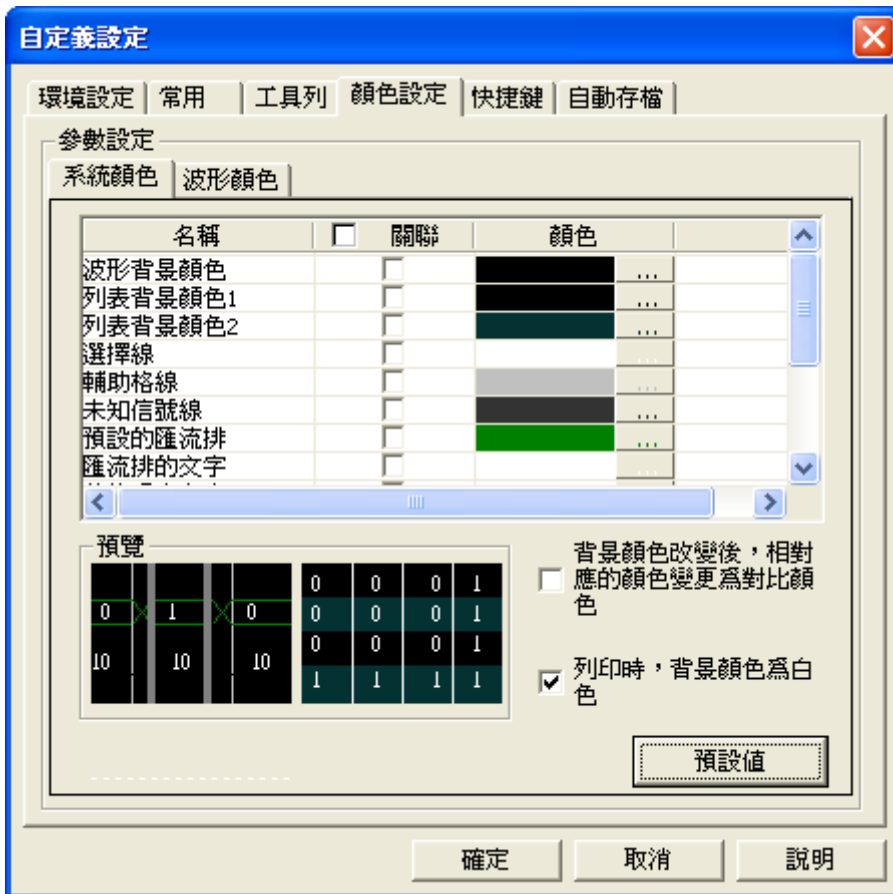 自定義設定
環境設定 常用 工具列 顏色設定 快捷鍵 自動存檔
參數設定
系統顏色 波形顏色
名稱 關聯 顏色
波形背景顏色 ...
列表背景顏色1 ...
列表背景顏色2 ...
選擇線 ...
輔助格線 ...
未知信號線 ...
預設的匯流排 ...
匯流排的文字 ...
預覽
0 1 0
10 10 10
0 0 0 1
0 0 0 1
0 0 0 1
1 1 1 1
背景顏色改變後，相對
應的顏色變更為對比顏
色
列印時，背景顏色為白
色
預設值
確定 取消 說明